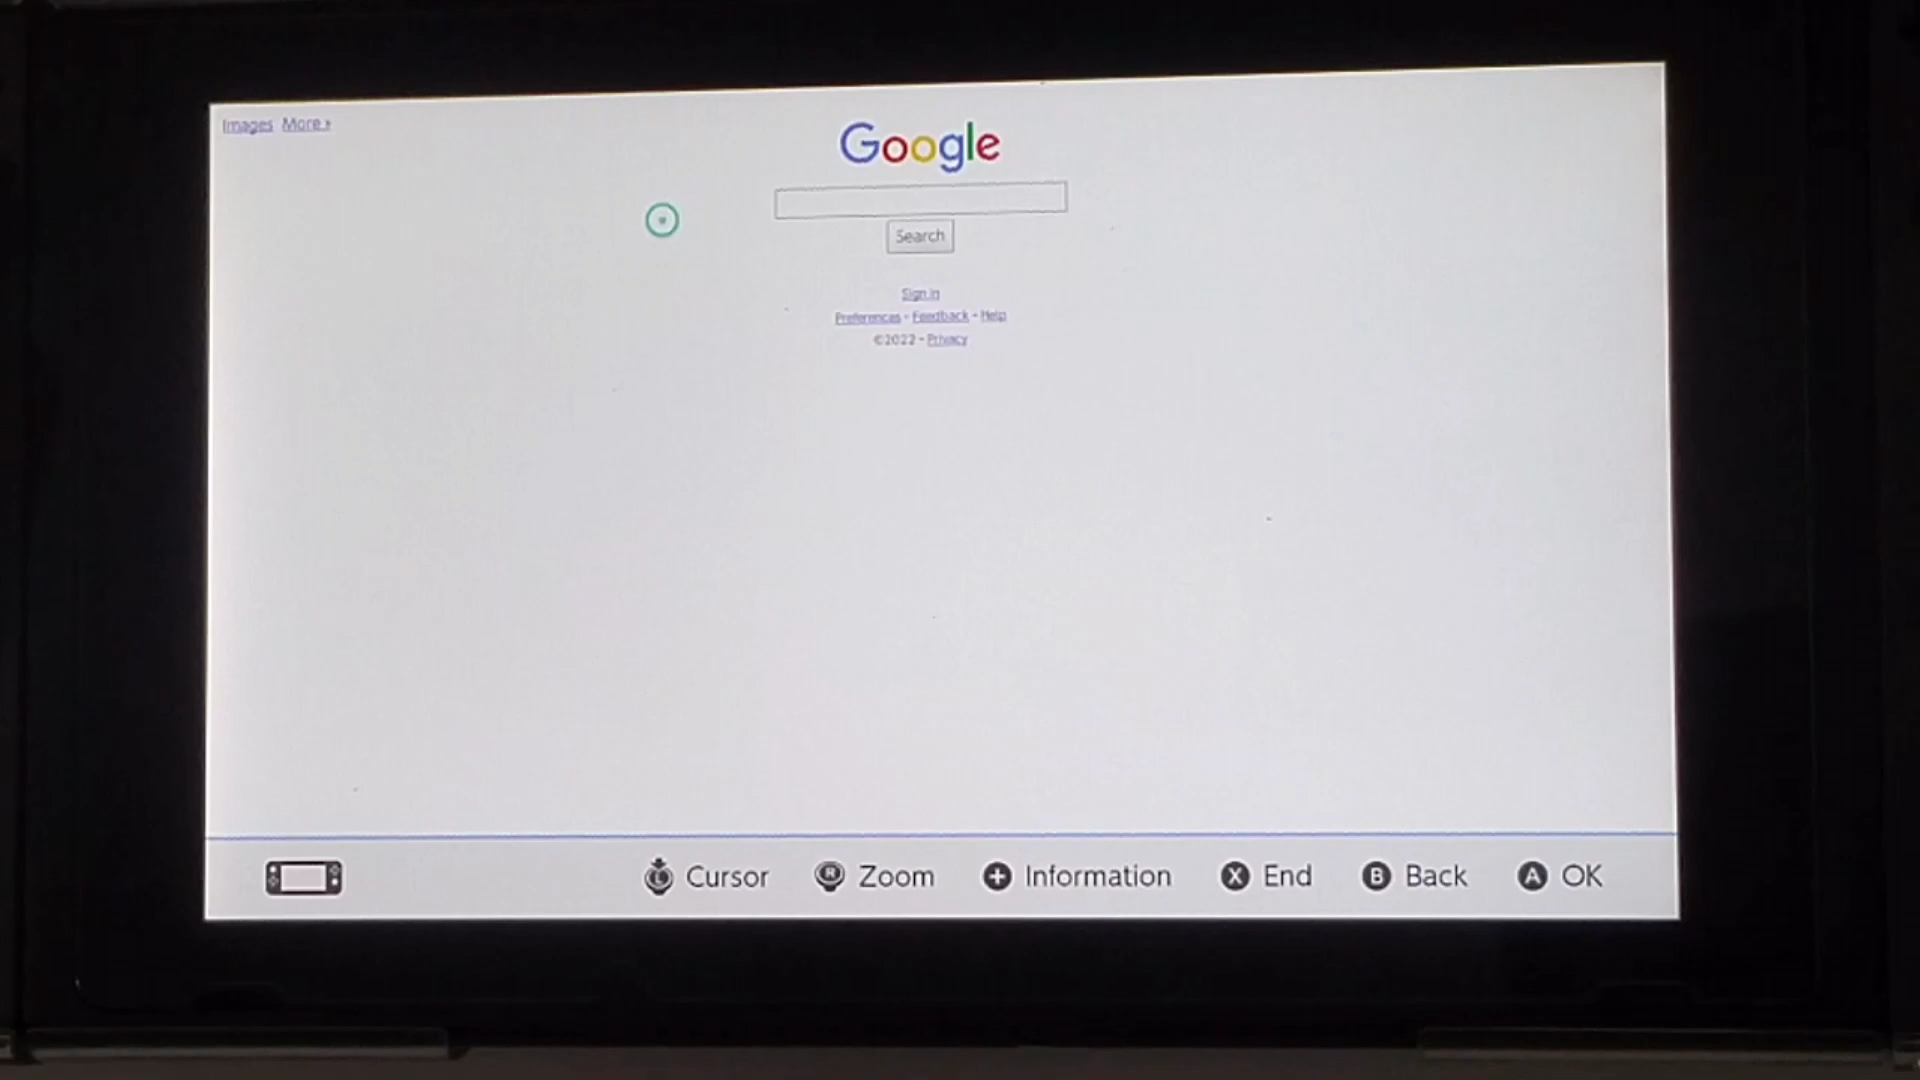 Images More
Google
Search
Sign in
Preferences - Feedback - Help
©2022 - Privacy
L Cursor R Zoom + Information X End B Back A OK